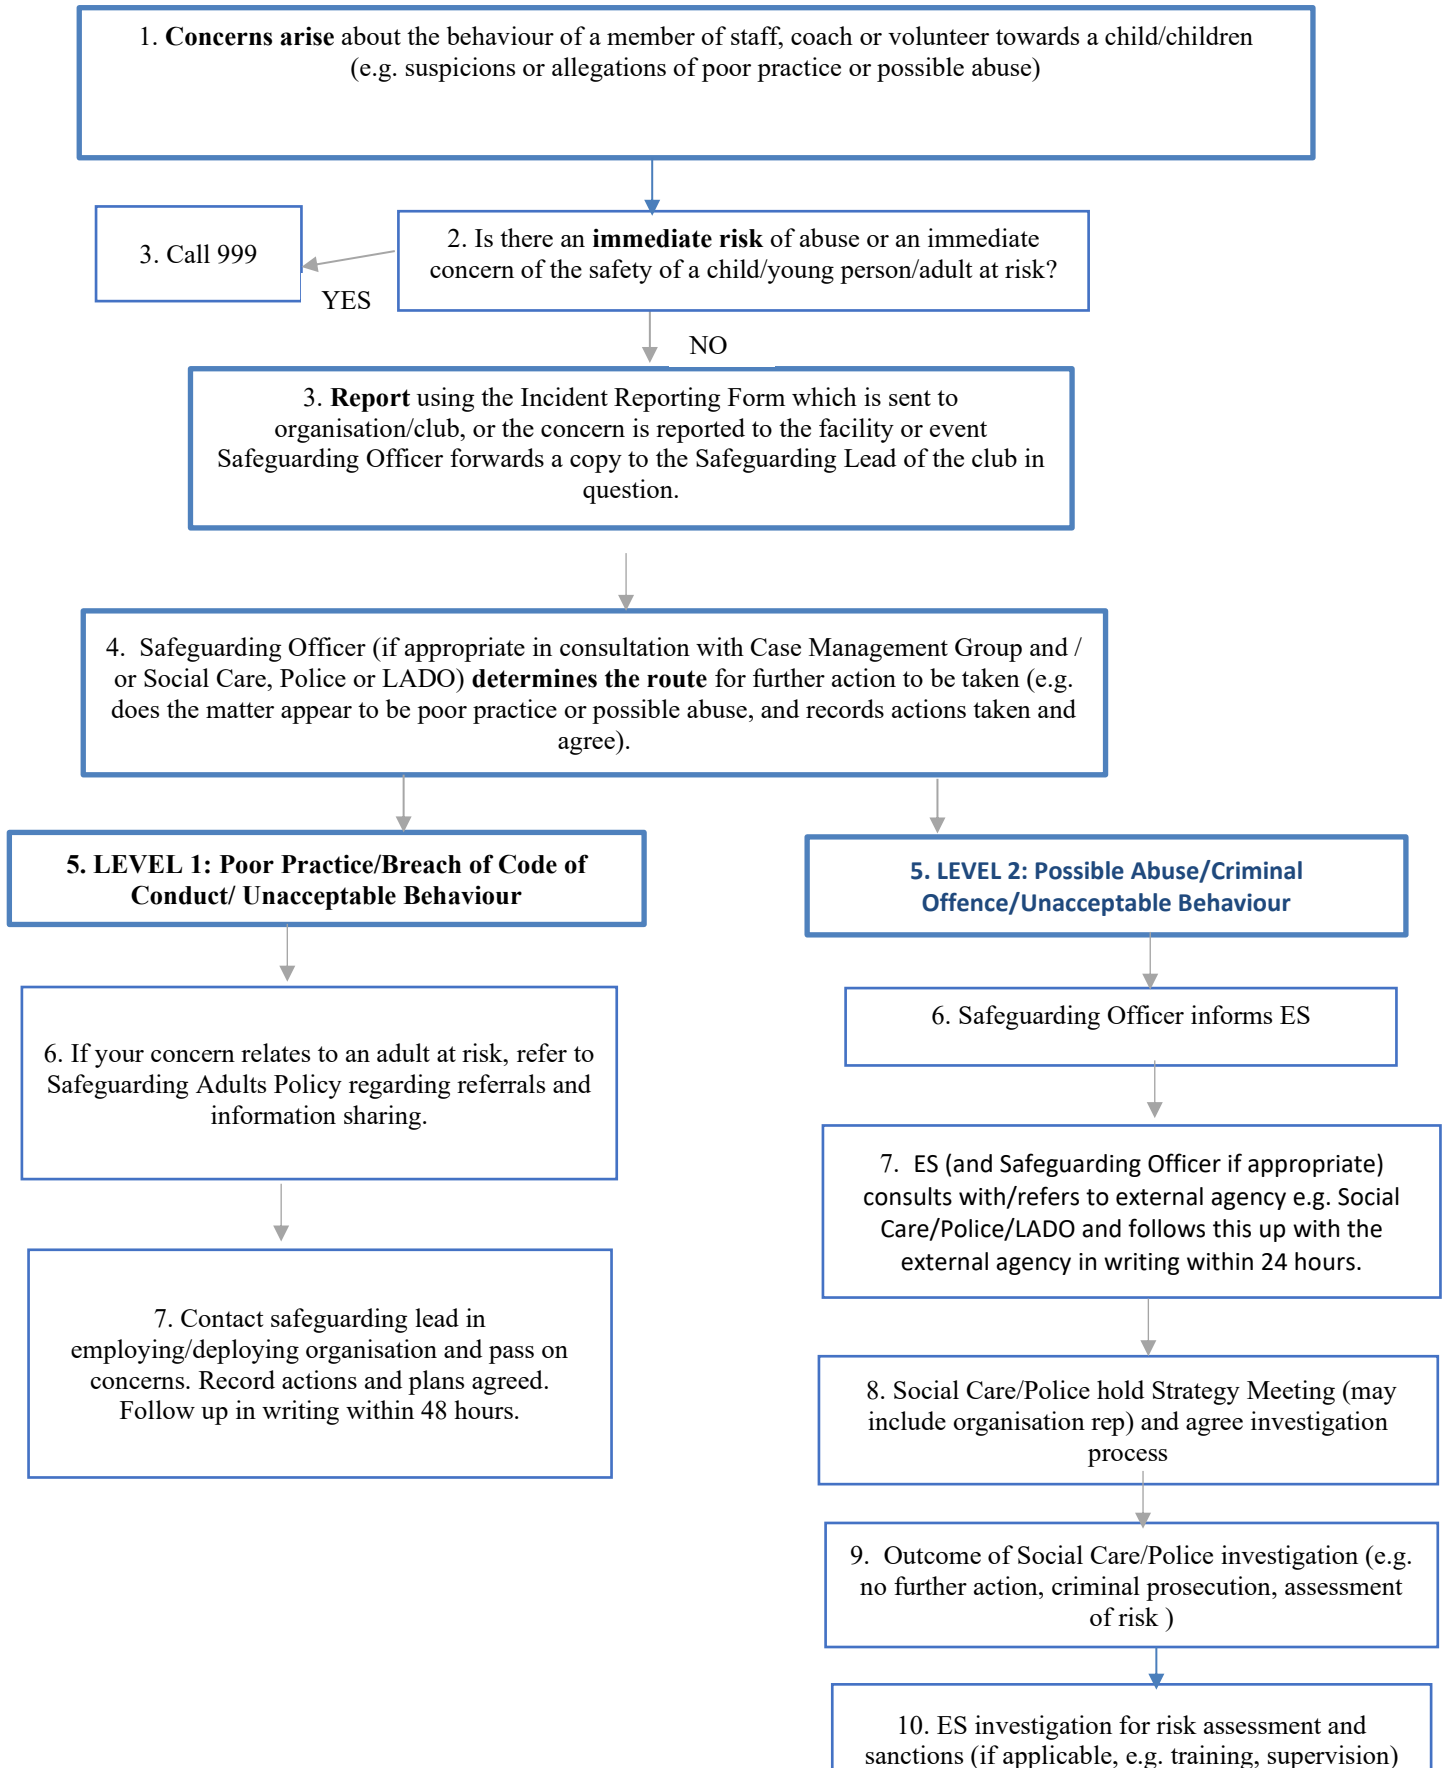 1. Concerns arise about the behaviour of a member of staff, coach or volunteer towards a child/children
(e.g. suspicions or allegations of poor practice or possible abuse)
3. Call 999
2. Is there an immediate risk of abuse or an immediate
concern of the safety of a child/young person/adult at risk?
YES
NO
3. Report using the Incident Reporting Form which is sent to
organisation/club, or the concern is reported to the facility or event
Safeguarding Officer forwards a copy to the Safeguarding Lead of the club in
question.
4. Safeguarding Officer (if appropriate in consultation with Case Management Group and /
or Social Care, Police or LADO) determines the route for further action to be taken (e.g.
does the matter appear to be poor practice or possible abuse, and records actions taken and
agree).
5. LEVEL 1: Poor Practice/Breach of Code of
Conduct/ Unacceptable Behaviour
6. If your concern relates to an adult at risk, refer to
Safeguarding Adults Policy regarding referrals and
information sharing.
7. Contact safeguarding lead in
employing/deploying organisation and pass on
concerns. Record actions and plans agreed.
Follow up in writing within 48 hours.
5. LEVEL 2: Possible Abuse/Criminal
Offence/Unacceptable Behaviour
6. Safeguarding Officer informs ES
7. ES (and Safeguarding Officer if appropriate)
consults with/refers to external agency e.g. Social
Care/Police/LADO and follows this up with the
external agency in writing within 24 hours.
8. Social Care/Police hold Strategy Meeting (may
include organisation rep) and agree investigation
process
9. Outcome of Social Care/Police investigation (e.g.
no further action, criminal prosecution, assessment
of risk )
10. ES investigation for risk assessment and
sanctions (if applicable, e.g. training, supervision)